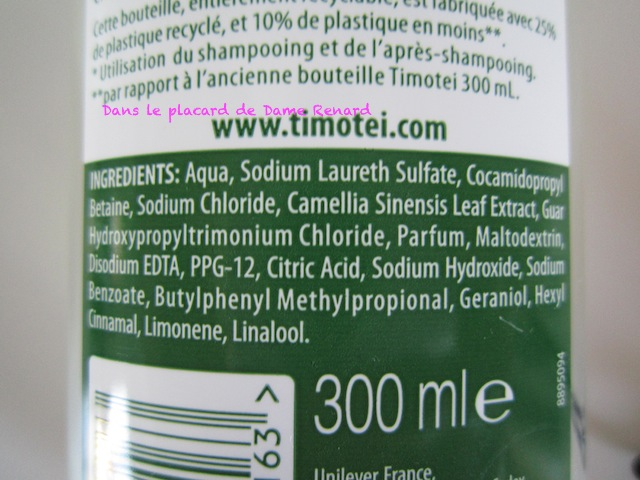 Cette bouteille, entièrement recyclable, est fabriquée avec 25%
de plastique recyclé, et 10% de plastique en moins**.
*Utilisation du shampooing et de l'après-shampooing.
**par rapport à l'ancienne bouteille Timotei 300 mL.
Dans le placard de Dame Renard
www.timotei.com
INGREDIENTS: Aqua, Sodium Laureth Sulfate, Cocamidopropyl
Betaine, Sodium Chloride, Camellia Sinensis Leaf Extract, Guar
Hydroxypropyltrimonium Chloride, Parfum, Maltodextrin,
Disodium EDTA, PPG-12, Citric Acid, Sodium Hydroxide, Sodium
Benzoate, Butylphenyl Methylpropional, Geraniol, Hexyl
Cinnamal, Limonene, Linalool.
8895094
163 >
300 ml e
Unilever France,